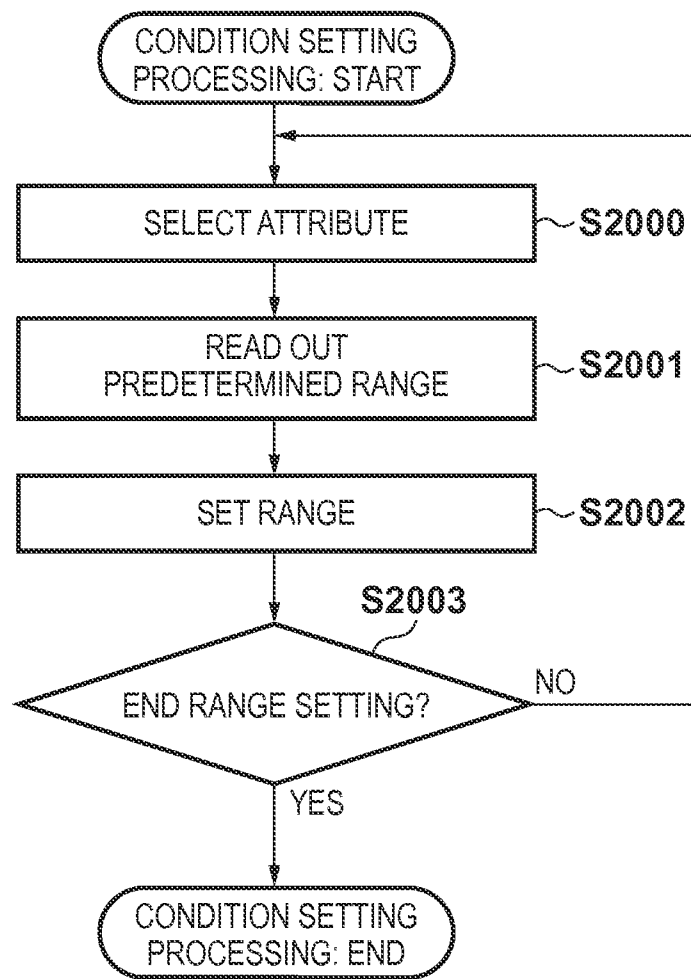 CONDITION SETTING
PROCESSING: START
SELECT ATTRIBUTE
S2000
READ OUT
PREDETERMINED RANGE
S2001
SET RANGE
S2002
S2003
END RANGE SETTING?
NO
YES
CONDITION SETTING
PROCESSING: END